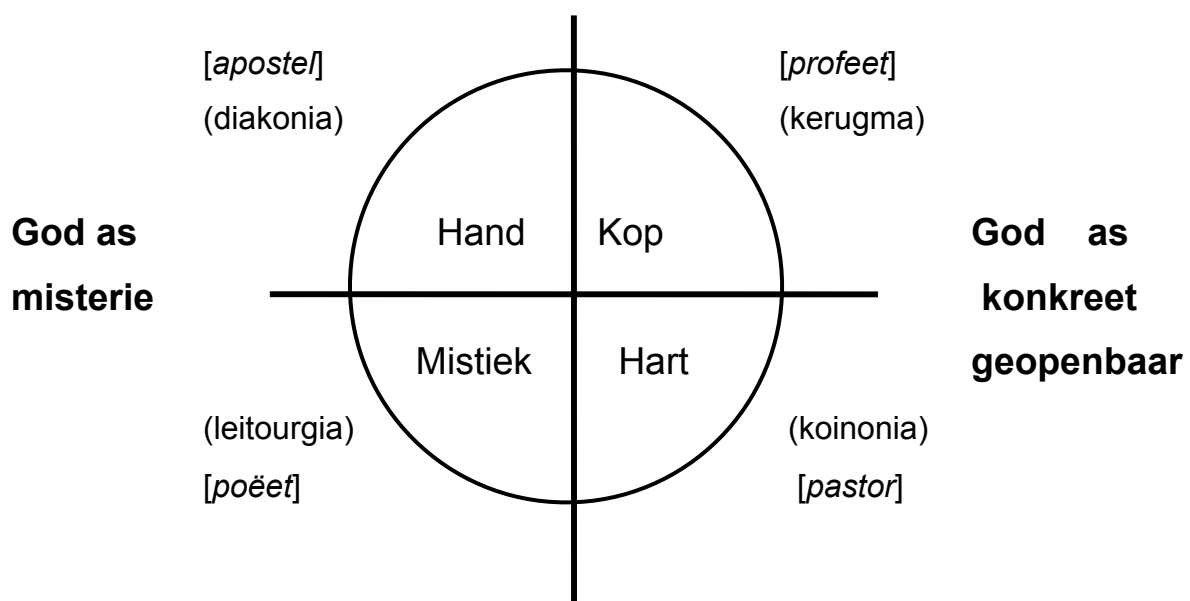 [apostel]
[profeet]
(diakonia)
(kerugma)
God as
misterie
Hand
Kop
God as
konkreet
geopenbaar
Mistiek
Hart
(leitourgia)
(koinonia)
[poëet]
[pastor]